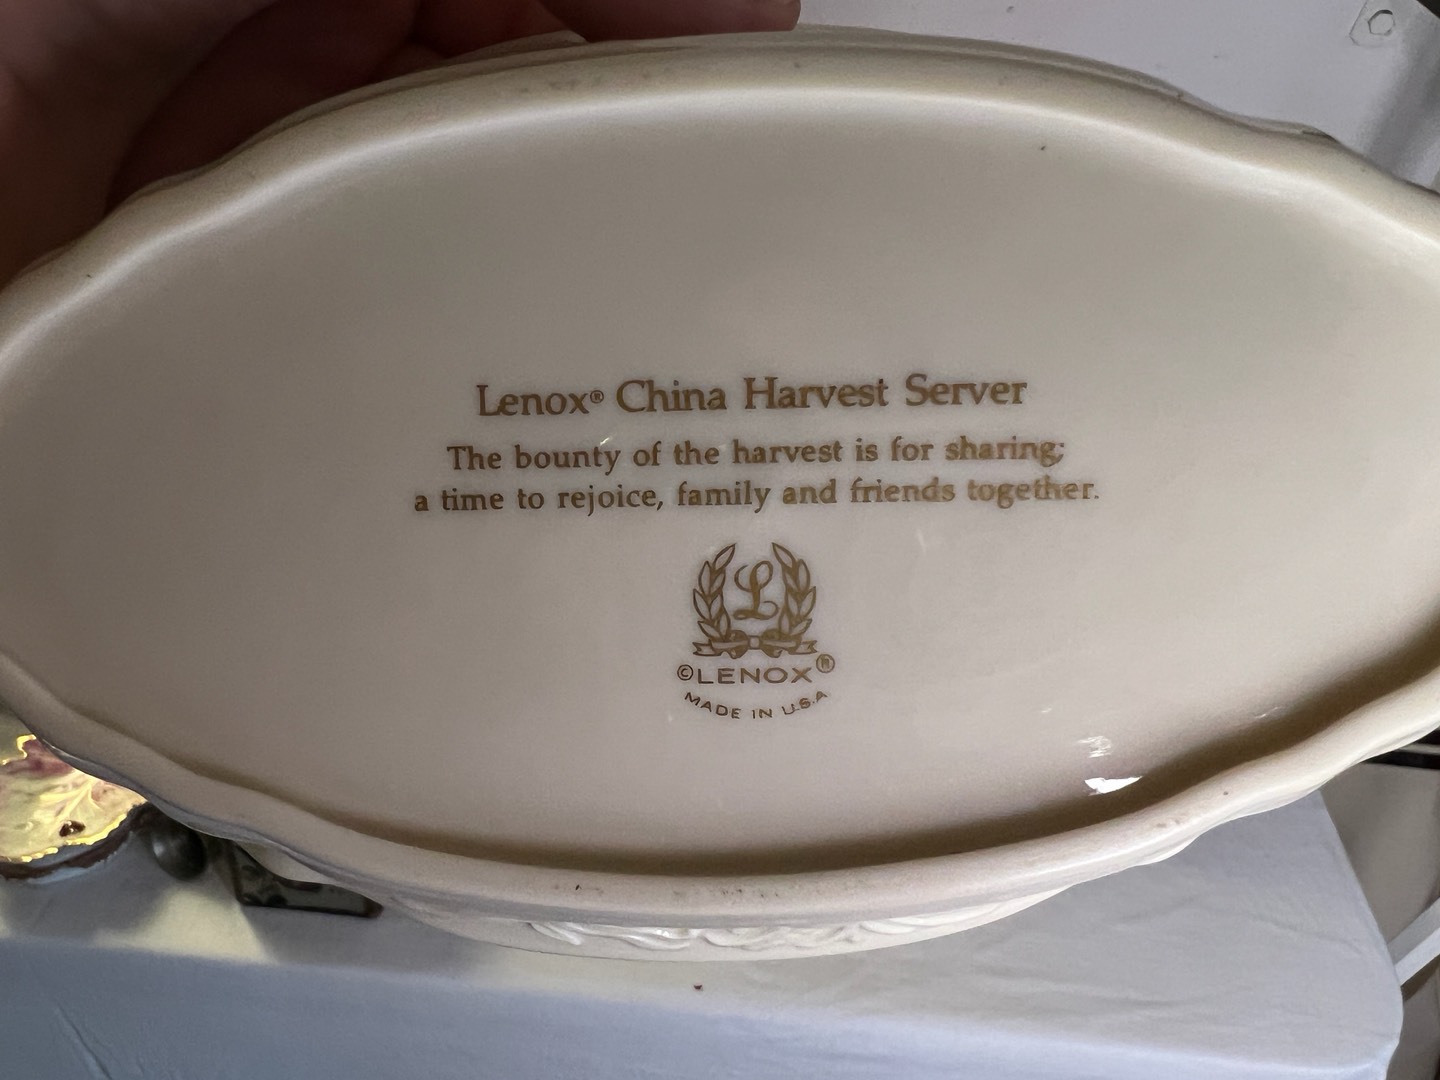 Lenox® China Harvest Server
The bounty of the harvest is for sharing;
a time to rejoice, family and friends together.
L
©LENOX®
MADE IN U.S.A